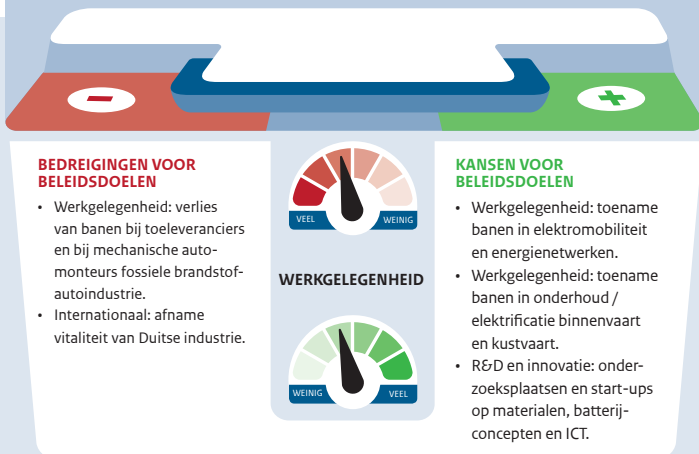 BEDREIGINGEN VOOR
BELEIDSDOELEN
• Werkgelegenheid: verlies
van banen bij toeleveranciers
en bij mechanische auto-
monteurs fossiele brandstof-
autoindustrie.
• Internationaal: afname
vitaliteit van Duitse industrie.
VEEL WEINIG
WERKGELEGENHEID
WEINIG VEEL
KANSEN VOOR
BELEIDSDOELEN
• Werkgelegenheid: toename
banen in elektromobiliteit
en energienetwerken.
• Werkgelegenheid: toename
banen in onderhoud /
elektrificatie binnenvaart
en kustvaart.
• R&D en innovatie: onder-
zoeksplaatsen en start-ups
op materialen, batterij-
concepten en ICT.